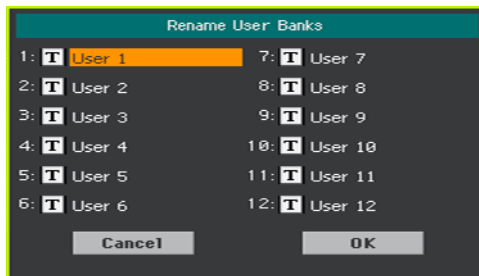 Rename User Banks
1: T User 1
2: T User 2
3: T User 3
4: T User 4
5: T User 5
6: T User 6
7: T User 7
8: T User 8
9: T User 9
10: T User 10
11: T User 11
12: T User 12
Cancel
OK